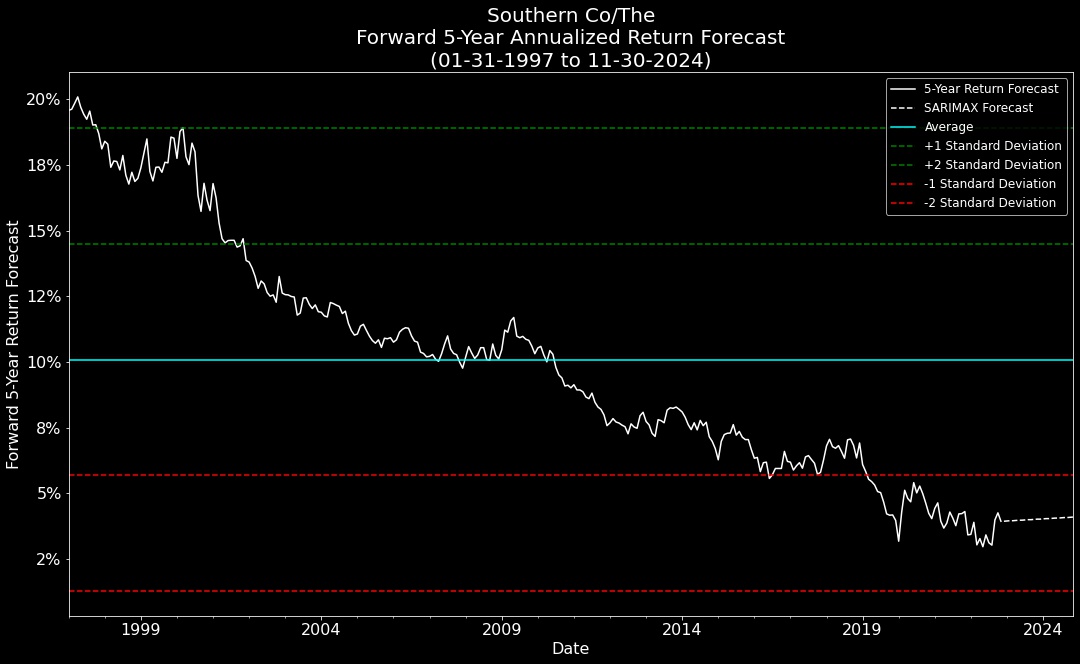 Southern Co/The
Forward 5-Year Annualized Return Forecast
(01-31-1997 to 11-30-2024)
5-Year Return Forecast
SARIMAX Forecast
Average
+1 Standard Deviation
+2 Standard Deviation
-1 Standard Deviation
-2 Standard Deviation
Forward 5-Year Return Forecast
20%
18%
15%
12%
10%
8%
5%
2%
1999 2004 2009 2014 2019 2024
Date